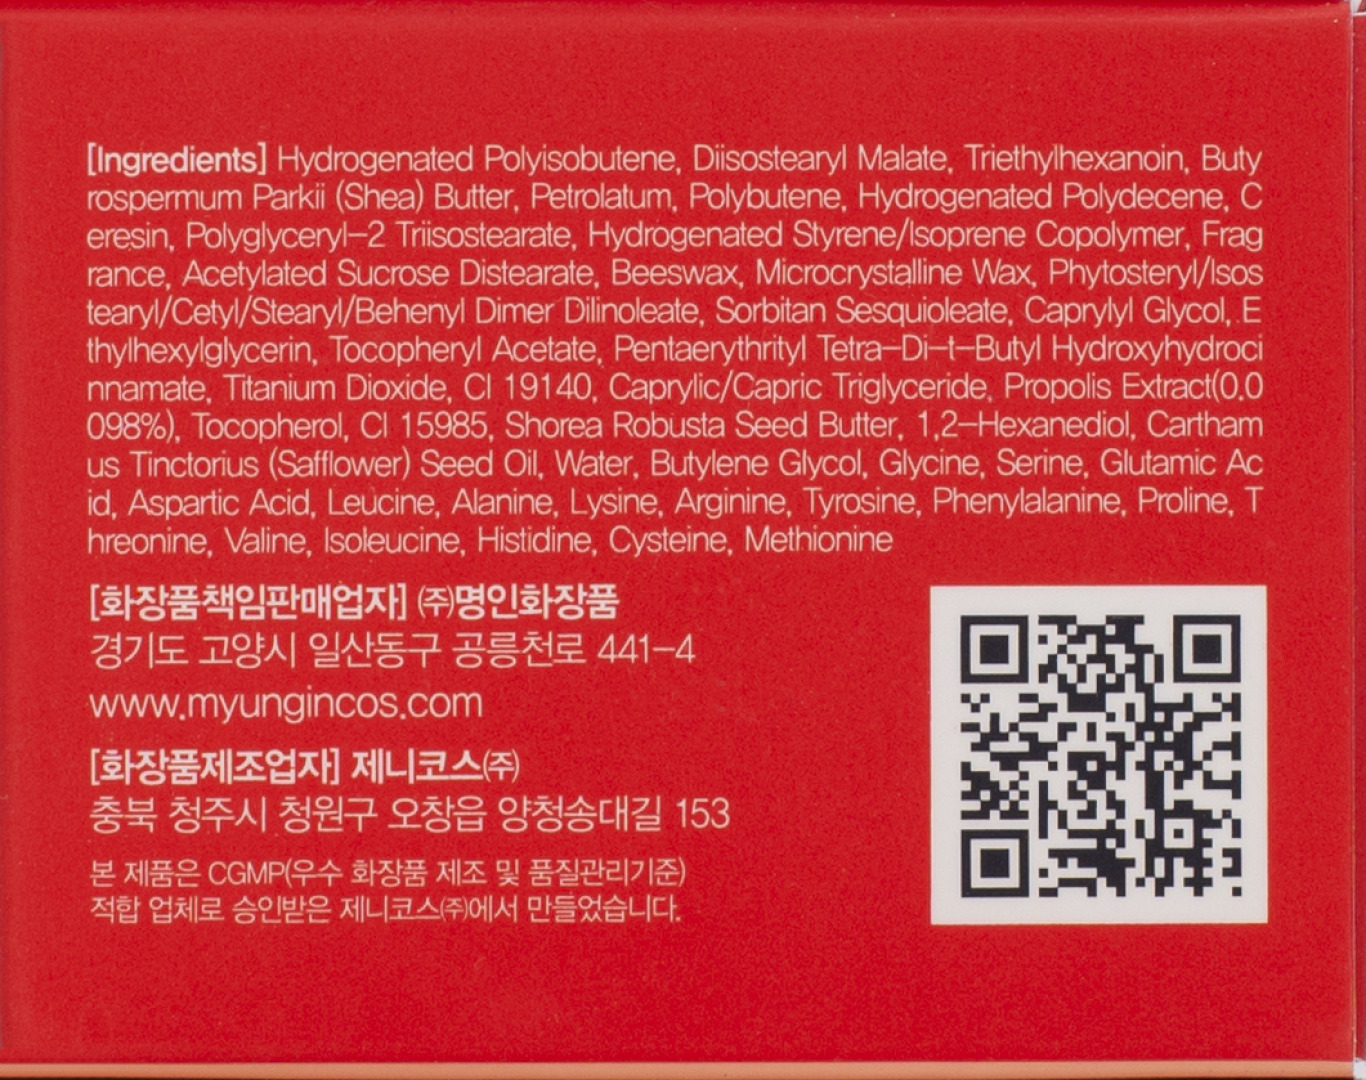 [Ingredients] Hydrogenated Polyisobutene, Diisostearyl Malate, Triethylhexanoin, Buty
rospermum Parkii (Shea) Butter, Petrolatum, Polybutene, Hydrogenated Polydecene, C
eresin, Polyglyceryl-2 Triisostearate, Hydrogenated Styrene/Isoprene Copolymer, Frag
rance, Acetylated Sucrose Distearate, Beeswax, Microcrystalline Wax, Phytosteryl/Isos
tearyl/Cetyl/Stearyl/Behenyl Dimer Dilinoleate, Sorbitan Sesquioleate, Caprylyl Glycol, E
thylhexylglycerin, Tocopheryl Acetate, Pentaerythrityl Tetra-Di-t-Butyl Hydroxyhydroci
nnamate, Titanium Dioxide, CI 19140, Caprylic/Capric Triglyceride, Propolis Extract(0.0
098%), Tocopherol, CI 15985, Shorea Robusta Seed Butter, 1,2-Hexanediol, Cartham
us Tinctorius (Safflower) Seed Oil, Water, Butylene Glycol, Glycine, Serine, Glutamic Ac
id, Aspartic Acid, Leucine, Alanine, Lysine, Arginine, Tyrosine, Phenylalanine, Proline, T
hreonine, Valine, Isoleucine, Histidine, Cysteine, Methionine
[화장품책임판매업자] ㈜명인화장품
경기도 고양시 일산동구 공릉천로 441-4
www.myungincos.com
[화장품제조업자] 제니코스㈜
충북 청주시 청원구 오창읍 양청송대길 153
본 제품은 CGMP(우수 화장품 제조 및 품질관리기준)
적합 업체로 승인받은 제니코스㈜에서 만들었습니다.